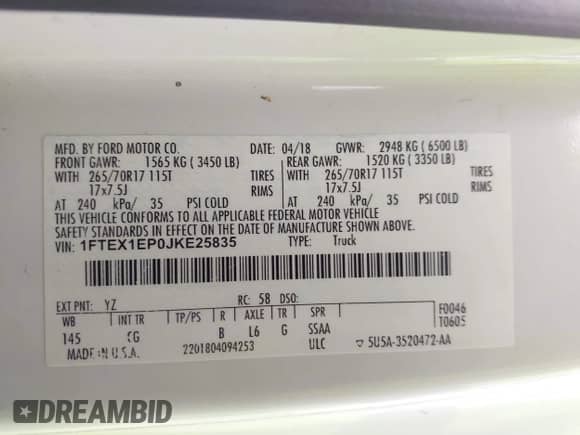 MFD. BY FORD MOTOR CO. DATE: 04/18 GVWR: 2948 KG ( 6500 LB)
FRONT GAWR: 1565 KG ( 3450 LB) REAR GAWR: 1520 KG ( 3350 LB)
WITH 265/70R17 115T TIRES WITH 265/70R17 115T TIRES
17x7.5J RIMS 17x7.5J RIMS
AT 240 kPa/ 35 PSI COLD AT 240 kPa/ 35 PSI COLD
THIS VEHICLE CONFORMS TO ALL APPLICABLE FEDERAL MOTOR VEHICLE
SAFETY STANDARDS IN EFFECT ON THE DATE OF MANUFACTURE SHOWN ABOVE.
VIN: 1FTEX1EP0JKE25835 TYPE: Truck
EXT PNT: YZ RC: 58 DSO: F0046
WB INT TR TP/PS R AXLE TR SPR T0605
145 CG B L6 G SSAA
MADE IN U.S.A. 2201804094253 ULC ▽ 5U5A-3520472-AA
DREAMBID